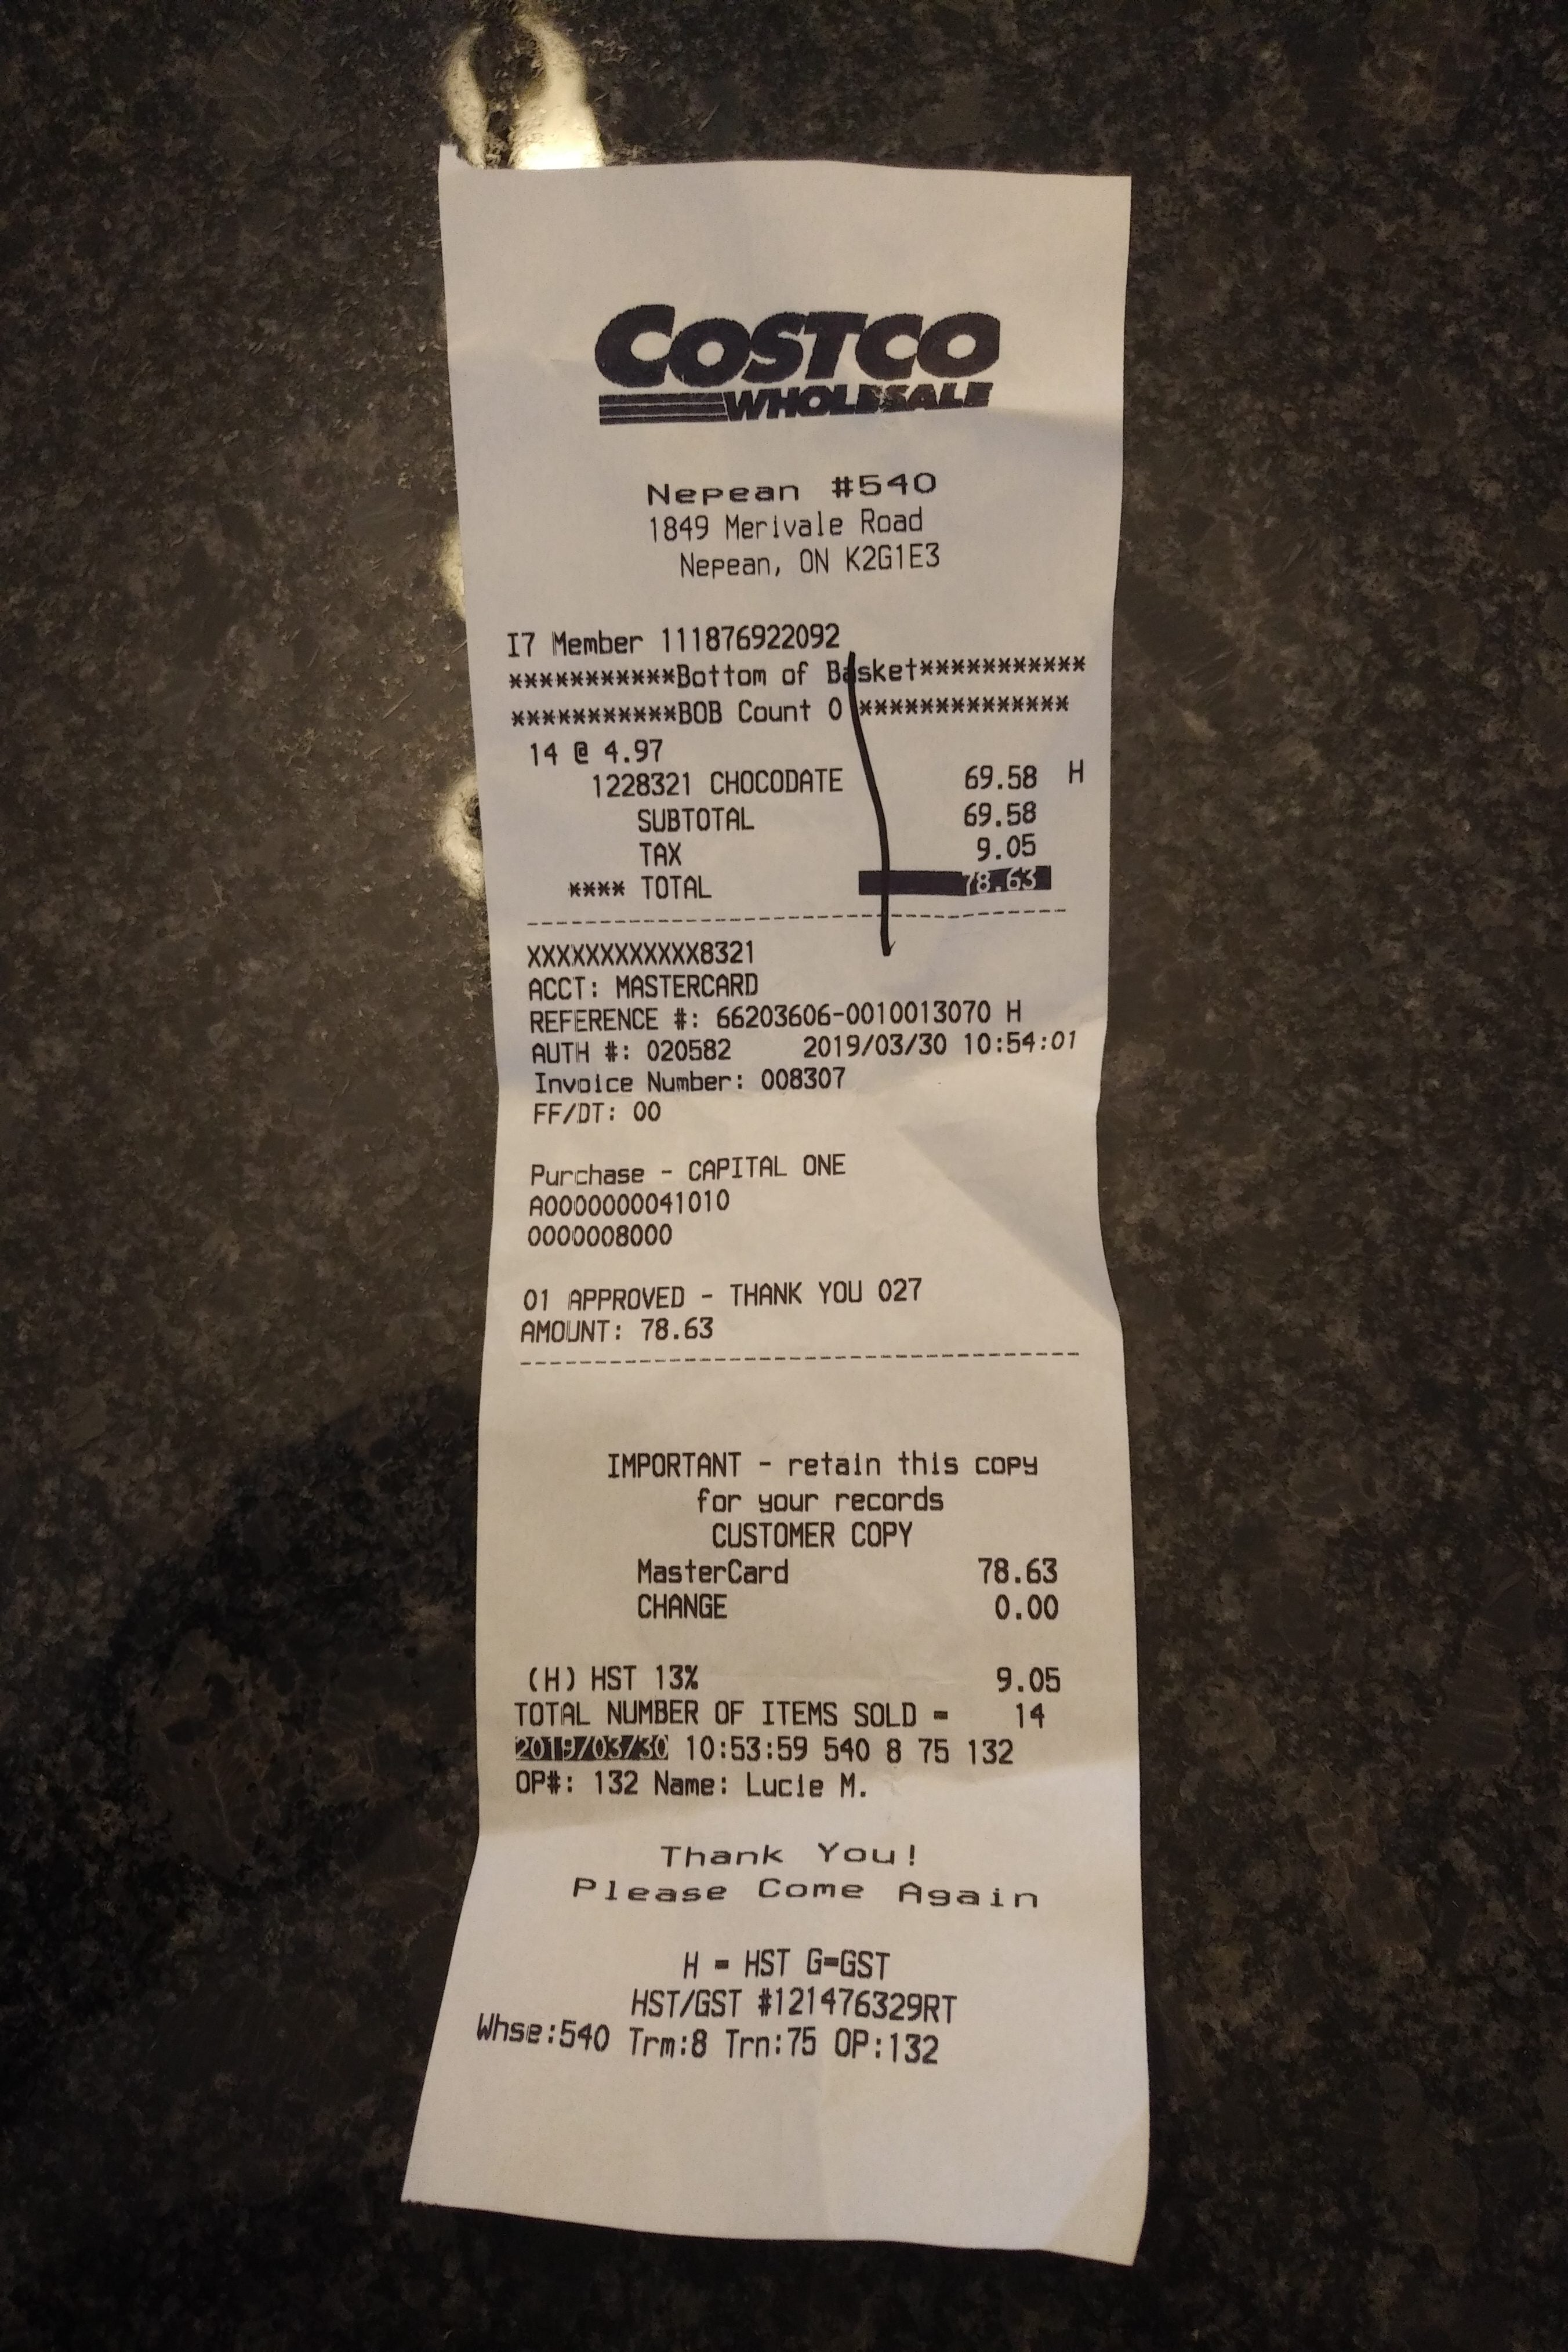 COSTCO
WHOLESALE
Nepean #540
1849 Merivale Road
Nepean, ON K2G1E3
I7 Member 111876922092
***********Bottom of Basket***********
***********BOB Count 0 **************
14 @ 4.97
1228321 CHOCODATE 69.58 H
SUBTOTAL 69.58
TAX 9.05
**** TOTAL 78.63
XXXXXXXXXXXX8321
ACCT: MASTERCARD
REFERENCE #: 66203606-0010013070 H
AUTH #: 020582 2019/03/30 10:54:01
Invoice Number: 008307
FF/DT: 00
Purchase - CAPITAL ONE
A0000000041010
0000008000
01 APPROVED - THANK YOU 027
AMOUNT: 78.63
IMPORTANT - retain this copy
for your records
CUSTOMER COPY
MasterCard 78.63
CHANGE 0.00
(H) HST 13% 9.05
TOTAL NUMBER OF ITEMS SOLD = 14
2019/03/30 10:53:59 540 8 75 132
OP#: 132 Name: Lucie M.
Thank You!
Please Come Again
H = HST G=GST
HST/GST #121476329RT
Whse:540 Trm:8 Trn:75 OP:132